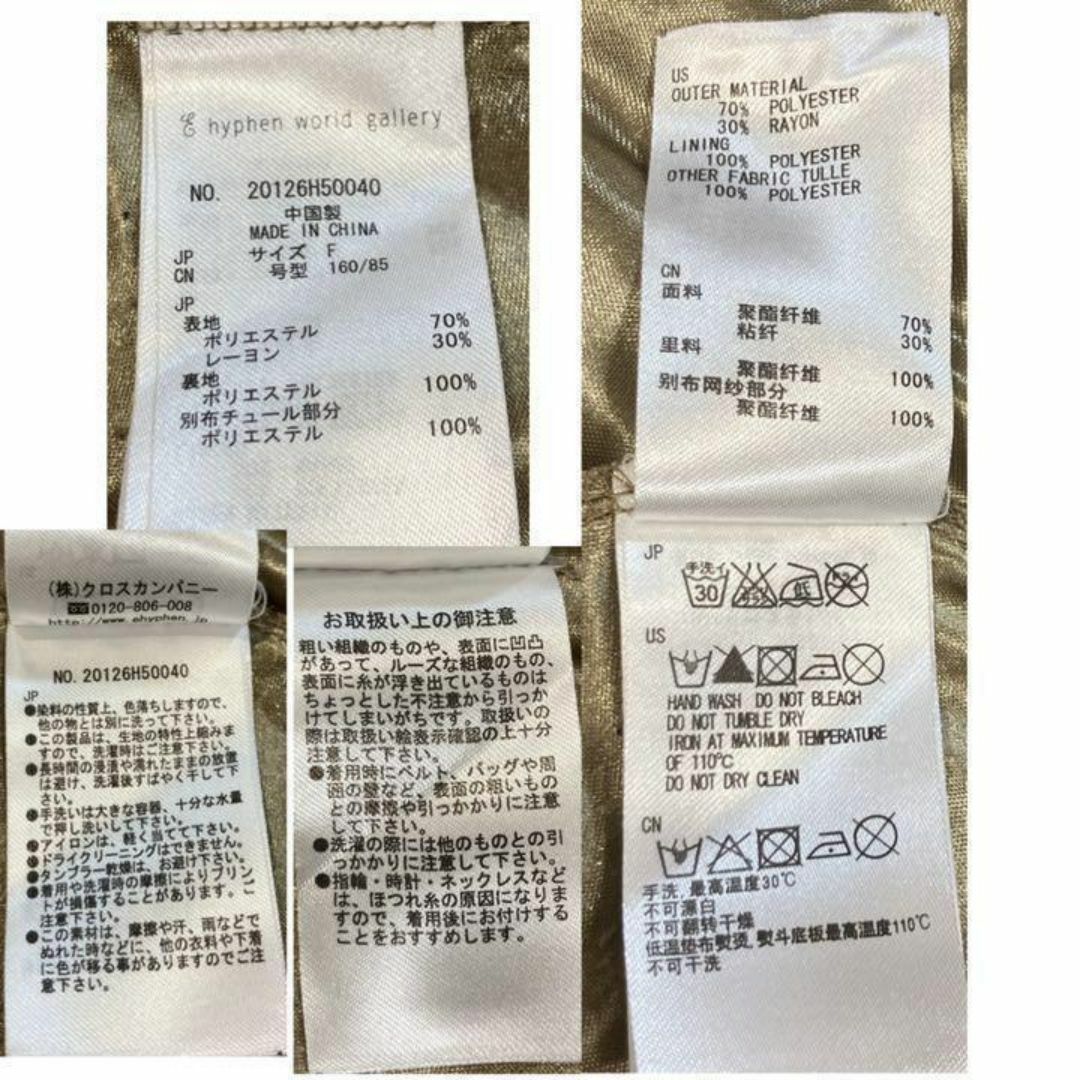 E hyphen world gallery
NO. 20126H50040
中国製
MADE IN CHINA
JP サイズ F
CN 号型 160/85
JP
表地
ポリエステル 70%
レーヨン 30%
裏地
ポリエステル 100%
別布チュール部分
ポリエステル 100%
US
OUTER MATERIAL
70% POLYESTER
30% RAYON
LINING
100% POLYESTER
OTHER FABRIC TULLE
100% POLYESTER
CN
面料
聚酯纤维 70%
粘纤 30%
里料
聚酯纤维 100%
别布网纱部分
聚酯纤维 100%
(株)クロスカンパニー
0120-806-008
http://www.ehyphen.jp
NO. 20126H50040
JP
●染料の性質上、色落ちしますので、
他の物とは別に洗って下さい。
●この製品は、生地の特性上縮みま
すので、洗濯時はご注意下さい。
●長時間の浸漬や濡れたままの放置
は避け、洗濯後すばやく干して下
さい。
●手洗いは大きな容器、十分な水量
で押し洗いして下さい。
●アイロンは、軽く当てて下さい。
●ドライクリーニングはできません。
●タンブラー乾燥は、お避け下さい。
●着用や洗濯時の摩擦によりプリン
トが損傷することがあります。ご
注意下さい。
●この素材は、摩擦や汗、雨などで
ぬれた時などに、他の衣料や下着
に色が移る事がありますのでご注
意下さい。
お取扱い上の御注意
粗い組織のものや、表面に凹凸
があって、ルーズな組織のもの、
表面に糸が浮き出ているものは
ちょっとした不注意から引っか
けてしまいがちです。取扱いの
際は取扱い絵表示確認の上十分
注意して下さい。
●着用時にベルト、バッグや周
囲の壁など、表面の粗いもの
との摩擦や引っかかりに注意
して下さい。
●洗濯の際には他のものとの引
っかかりに注意して下さい。
●指輪・時計・ネックレスなど
は、ほつれ糸の原因になりま
すので、着用後にお付けする
ことをおすすめします。
JP
手洗イ
30 低
US
HAND WASH DO NOT BLEACH
DO NOT TUMBLE DRY
IRON AT MAXIMUM TEMPERATURE
OF 110℃
DO NOT DRY CLEAN
CN
手洗,最高温度30℃
不可漂白
不可翻转干燥
低温垫布熨烫,熨斗底板最高温度110℃
不可干洗